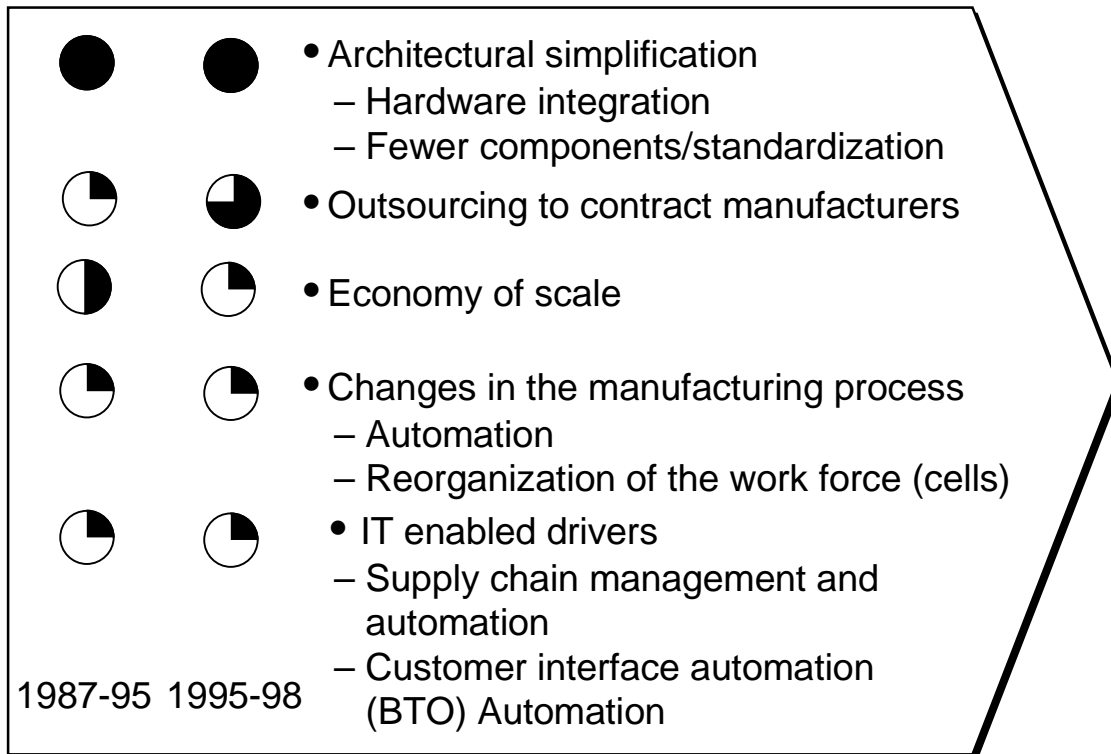 • Architectural simplification
– Hardware integration
– Fewer components/standardization
• Outsourcing to contract manufacturers
• Economy of scale
• Changes in the manufacturing process
– Automation
– Reorganization of the work force (cells)
• IT enabled drivers
– Supply chain management and
automation
– Customer interface automation
(BTO) Automation
1987-95 1995-98